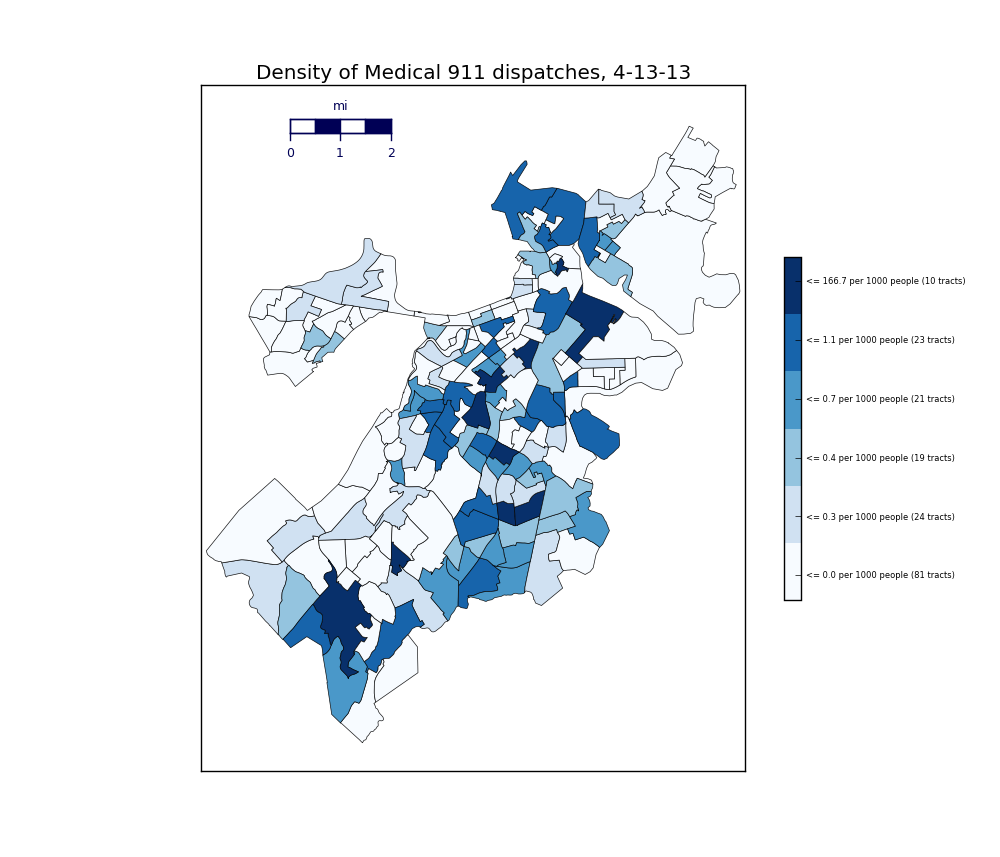 Density of Medical 911 dispatches, 4-13-13
mi
0 1 2
<= 166.7 per 1000 people (10 tracts)
<= 1.1 per 1000 people (23 tracts)
<= 0.7 per 1000 people (21 tracts)
<= 0.4 per 1000 people (19 tracts)
<= 0.3 per 1000 people (24 tracts)
<= 0.0 per 1000 people (81 tracts)